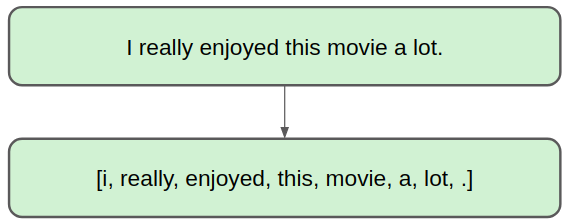 I really enjoyed this movie a lot.
[i, really, enjoyed, this, movie, a, lot, .]